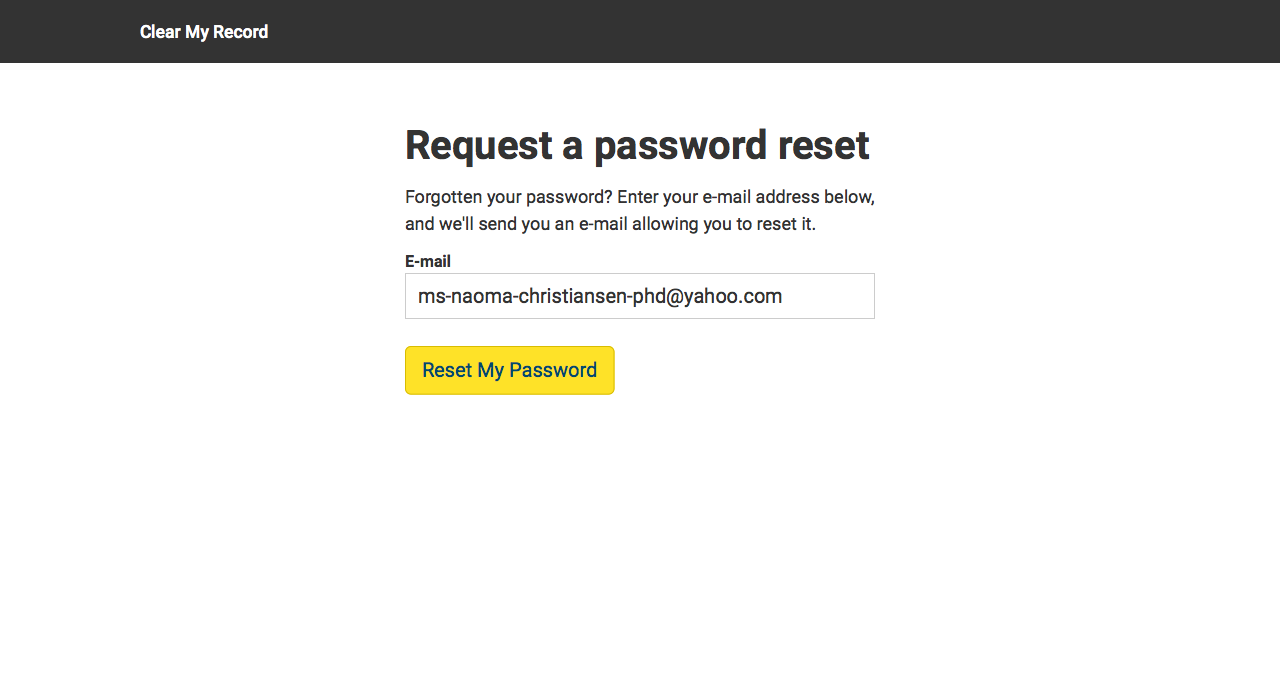 Clear My Record
Request a password reset
Forgotten your password? Enter your e-mail address below,
and we'll send you an e-mail allowing you to reset it.
E-mail
ms-naoma-christiansen-phd@yahoo.com
Reset My Password